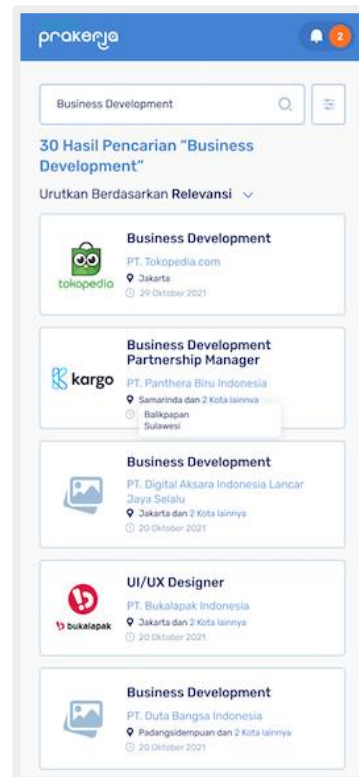 prakerja
2
Business Development
30 Hasil Pencarian "Business
Development"
Urutkan Berdasarkan Relevansi
Business Development
PT. Tokopedia.com
Jakarta
29 Oktober 2021
tokopedia
Business Development
Partnership Manager
kargo
PT. Panthera Biru Indonesia
Samarinda dan 2 Kota lainnya
Balikpapan
Sulawesi
Business Development
PT. Digital Aksara Indonesia Lancar
Jaya Selalu
Jakarta dan 2 Kota lainnya
20 Oktober 2021
UI/UX Designer
PT. Bukalapak Indonesia
bukalapak
Jakarta dan 2 Kota lainnya
20 Oktober 2021
Business Development
PT. Duta Bangsa Indonesia
Padangsidempuan dan 2 Kota lainnya
20 Oktober 2021